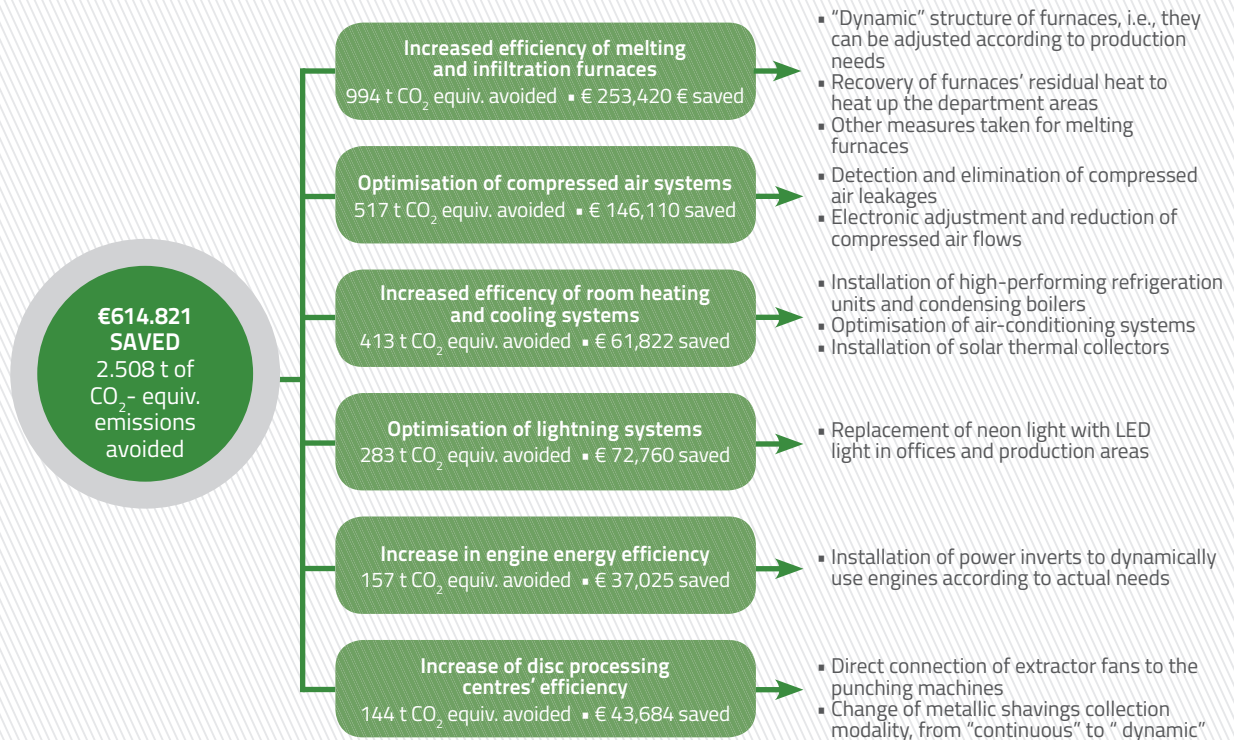 €614.821
SAVED
2.508 t of
CO₂- equiv.
emissions
avoided
Increased efficiency of melting
and infiltration furnaces
994 t CO₂ equiv. avoided ▪ € 253,420 € saved
▪ “Dynamic” structure of furnaces, i.e., they
can be adjusted according to production
needs
▪ Recovery of furnaces’ residual heat to
heat up the department areas
▪ Other measures taken for melting
furnaces
Optimisation of compressed air systems
517 t CO₂ equiv. avoided ▪ € 146,110 saved
▪ Detection and elimination of compressed
air leakages
▪ Electronic adjustment and reduction of
compressed air flows
Increased efficency of room heating
and cooling systems
413 t CO₂ equiv. avoided ▪ € 61,822 saved
▪ Installation of high-performing refrigeration
units and condensing boilers
▪ Optimisation of air-conditioning systems
▪ Installation of solar thermal collectors
Optimisation of lightning systems
283 t CO₂ equiv. avoided ▪ € 72,760 saved
▪ Replacement of neon light with LED
light in offices and production areas
Increase in engine energy efficiency
157 t CO₂ equiv. avoided ▪ € 37,025 saved
▪ Installation of power inverts to dynamically
use engines according to actual needs
Increase of disc processing
centres’ efficiency
144 t CO₂ equiv. avoided ▪ € 43,684 saved
▪ Direct connection of extractor fans to the
punching machines
▪ Change of metallic shavings collection
modality, from “continuous” to “ dynamic”